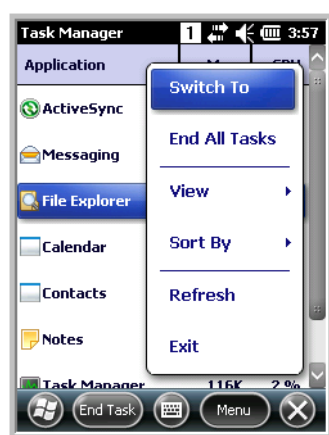 Task Manager 1 3:57
Application
Switch To
ActiveSync
End All Tasks
Messaging
View
File Explorer
Calendar
Sort By
Contacts
Refresh
Notes
Exit
Task Manager 116K 2 %
End Task Menu